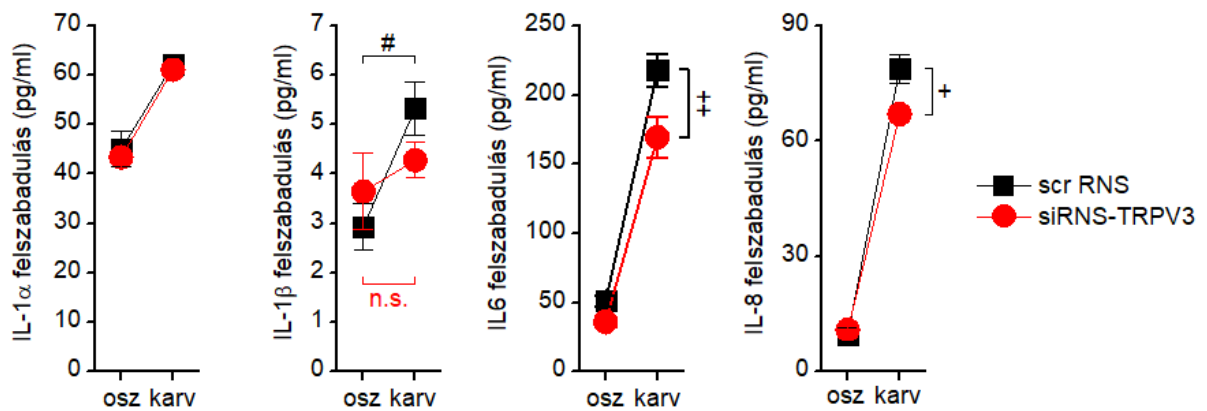 IL-1α felszabadulás (pg/ml)
70
60
50
40
30
20
10
0
osz karv
IL-1β felszabadulás (pg/ml)
7
6
5
4
3
2
1
0
#
n.s.
osz karv
IL6 felszabadulás (pg/ml)
250
200
150
100
50
0
++
osz karv
IL-8 felszabadulás (pg/ml)
90
60
30
0
+
osz karv
scr RNS
siRNS-TRPV3